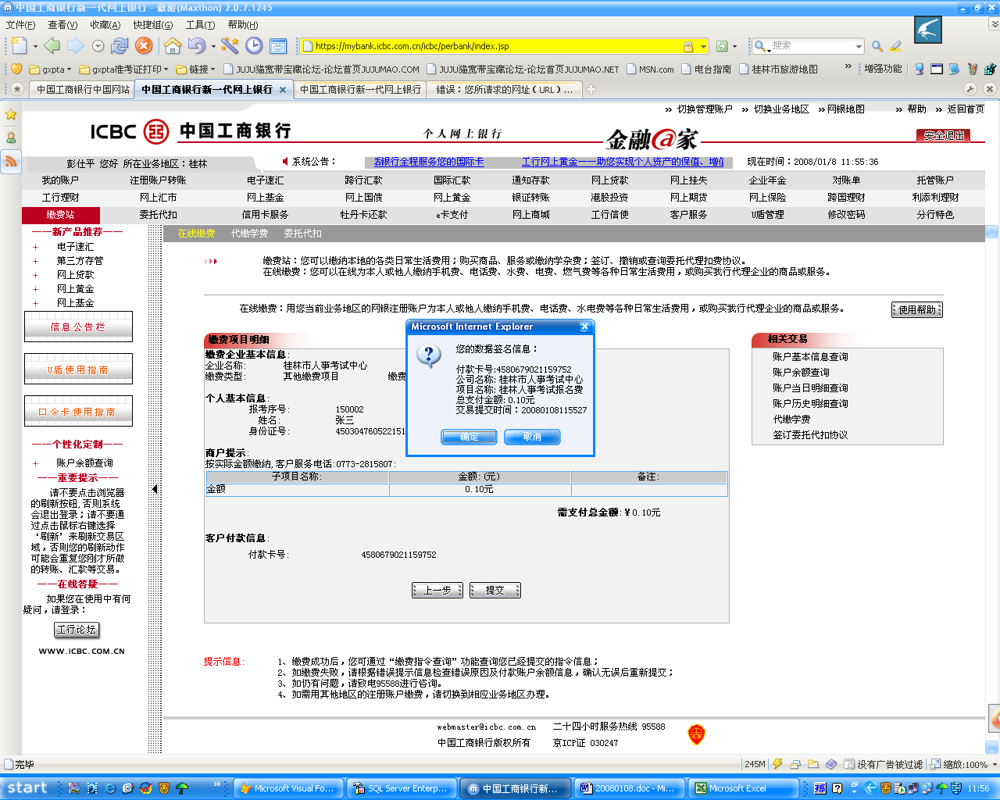 中国工商银行新一代网上银行 - 傲游(Maxthon) 2.0.7.1245
文件(F) 查看(V) 收藏(A) 快捷组(G) 工具(T) 帮助(H)
https://mybank.icbc.com.cn/icbc/perbank/index.jsp 搜索
gxpta gxpta准考证打印 链接 JUJU猫宽带宝藏论坛-论坛首页JUJUMAO.COM JUJU猫宽带宝藏论坛-论坛首页JUJUMAO.NET MSN.com 电台指南 桂林市旅游地图 » 增强功能
中国工商银行中国网站 中国工商银行新一代网上银行 中国工商银行新一代网上银行 错误：您所请求的网址（URL）...
» 切换管理账户 » 切换业务地区 » 网银地图 » 帮助 » 返回首页
ICBC 中国工商银行 个人网上银行 金融@家 安全退出
彭仕平 您好 所在业务地区：桂林 系统公告： 银行全程服务您的国际卡 工行网上黄金——助您实现个人资产的保值、增值 现在时间：2008/01/8 11:55:36
我的账户 注册账户转账 电子速汇 跨行汇款 国际汇款 通知存款 网上贷款 网上挂失 企业年金 对账单 托管账户
工行理财 网上汇市 网上基金 网上国债 网上黄金 银证转账 港股投资 网上期货 网上保险 跨国理财 利添利理财
缴费站 委托代扣 信用卡服务 牡丹卡还款 e卡支付 网上商城 工行信使 客户服务 U盾管理 修改密码 分行特色
在线缴费 代缴学费 委托代扣
——新产品推荐——
电子速汇
第三方存管
网上贷款
网上黄金
网上基金
信息公告栏
U盾使用指南
口令卡使用指南
——个性化定制——
账户余额查询
——重要提示——
请不要点击浏览器
的刷新按钮,否则系统
会退出登录；请不要通
过点击鼠标右键选择
‘刷新’来刷新交易区
域，否则您的刷新动作
可能会重复您刚才所做
的转账、汇款等交易。
——在线答疑——
如果您在使用中有何
疑问，请登录：
工行论坛
WWW.ICBC.COM.CN
缴费站：您可以缴纳本地的各类日常生活费用；购买商品、服务或缴纳学杂费；签订、撤销或查询委托代理扣费协议。
在线缴费：您可以在线为本人或他人缴纳手机费、电话费、水费、电费、燃气费等各种日常生活费用，或购买我行代理企业的商品或服务。
在线缴费：用您当前业务地区的网银注册账户为本人或他人缴纳手机费、电话费、水电费等各种日常生活费用，或购买我行代理企业的商品或服务。
使用帮助
缴费项目明细
缴费企业基本信息:
企业名称: 桂林市人事考试中心
缴费类型: 其他缴费项目 缴费
个人基本信息:
报考序号: 150002
姓名: 张三
身份证号: 450304760522151
商户提示:
按实际金额缴纳, 客户服务电话:0773-2815807:
子项目名称: 金额: (元) 备注:
金额 0.10元
需支付总金额:￥0.10元
客户付款信息:
付款卡号: 4580679021159752
上一步 提交
Microsoft Internet Explorer
您的数据签名信息：
付款卡号:4580679021159752
公司名称: 桂林市人事考试中心
项目名称: 桂林人事考试报名费
总支付金额: 0.10元
交易提交时间：20080108115527
确定 取消
相关交易
账户基本信息查询
账户余额查询
账户当日明细查询
账户历史明细查询
代缴学费
签订委托代扣协议
提示信息: 1、缴费成功后，您可通过“缴费指令查询”功能查询您已经提交的指令信息；
2、如缴费失败，请根据错误提示信息检查错误原因及付款账户余额信息，确认无误后重新提交；
3、如仍有问题，请致电95588进行咨询。
4、如需用其他地区的注册账户缴费，请切换到相应业务地区办理。
webmaster@icbc.com.cn 二十四小时服务热线 95588
中国工商银行版权所有 京ICP证 030247
完毕 245M 没有广告被过滤 缩放:100%
start » Microsoft Visual Fo... SQL Server Enterp... 中国工商银行新... 20080108.doc - Mi... Microsoft Excel 11:56